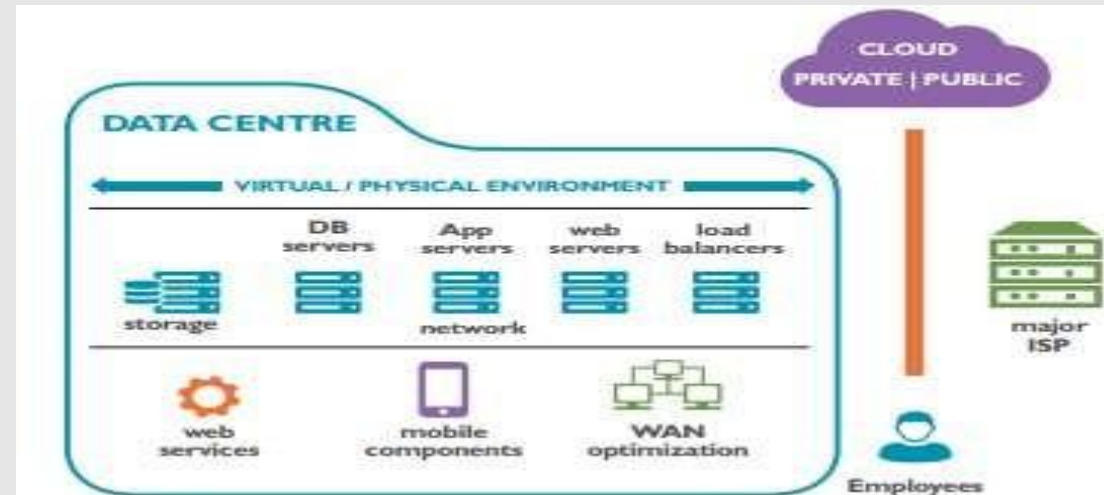 CLOUD
PRIVATE | PUBLIC
DATA CENTRE
VIRTUAL / PHYSICAL ENVIRONMENT
DB
servers
App
servers
web
servers
load
balancers
storage
network
major
ISP
web
services
mobile
components
WAN
optimization
Employees